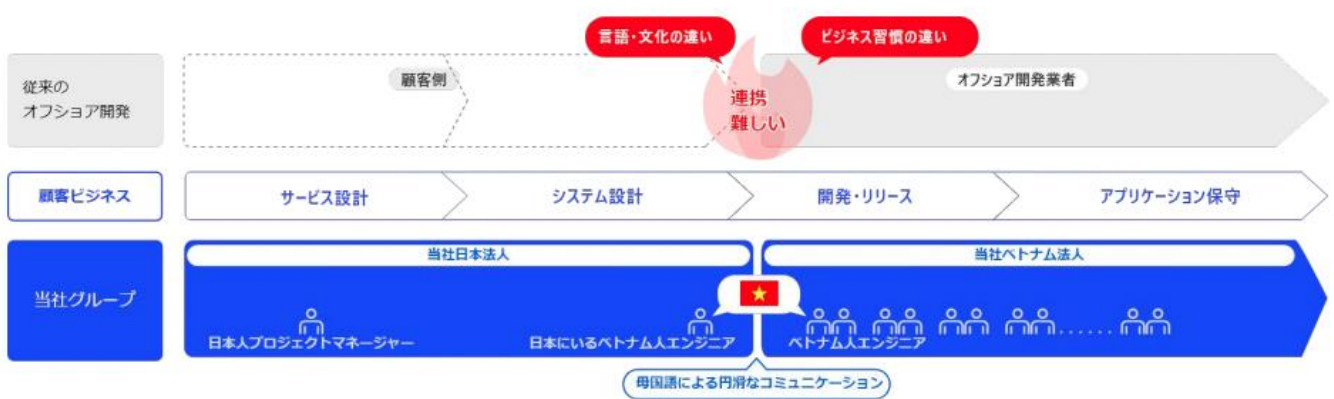 言語・文化の違い
ビジネス習慣の違い
従来の
オフショア開発
顧客側
連携
難しい
オフショア開発業者
顧客ビジネス
サービス設計
システム設計
開発・リリース
アプリケーション保守
当社グループ
当社日本法人
当社ベトナム法人
日本人プロジェクトマネージャー
日本にいるベトナム人エンジニア
ベトナム人エンジニア
......
母国語による円滑なコミュニケーション